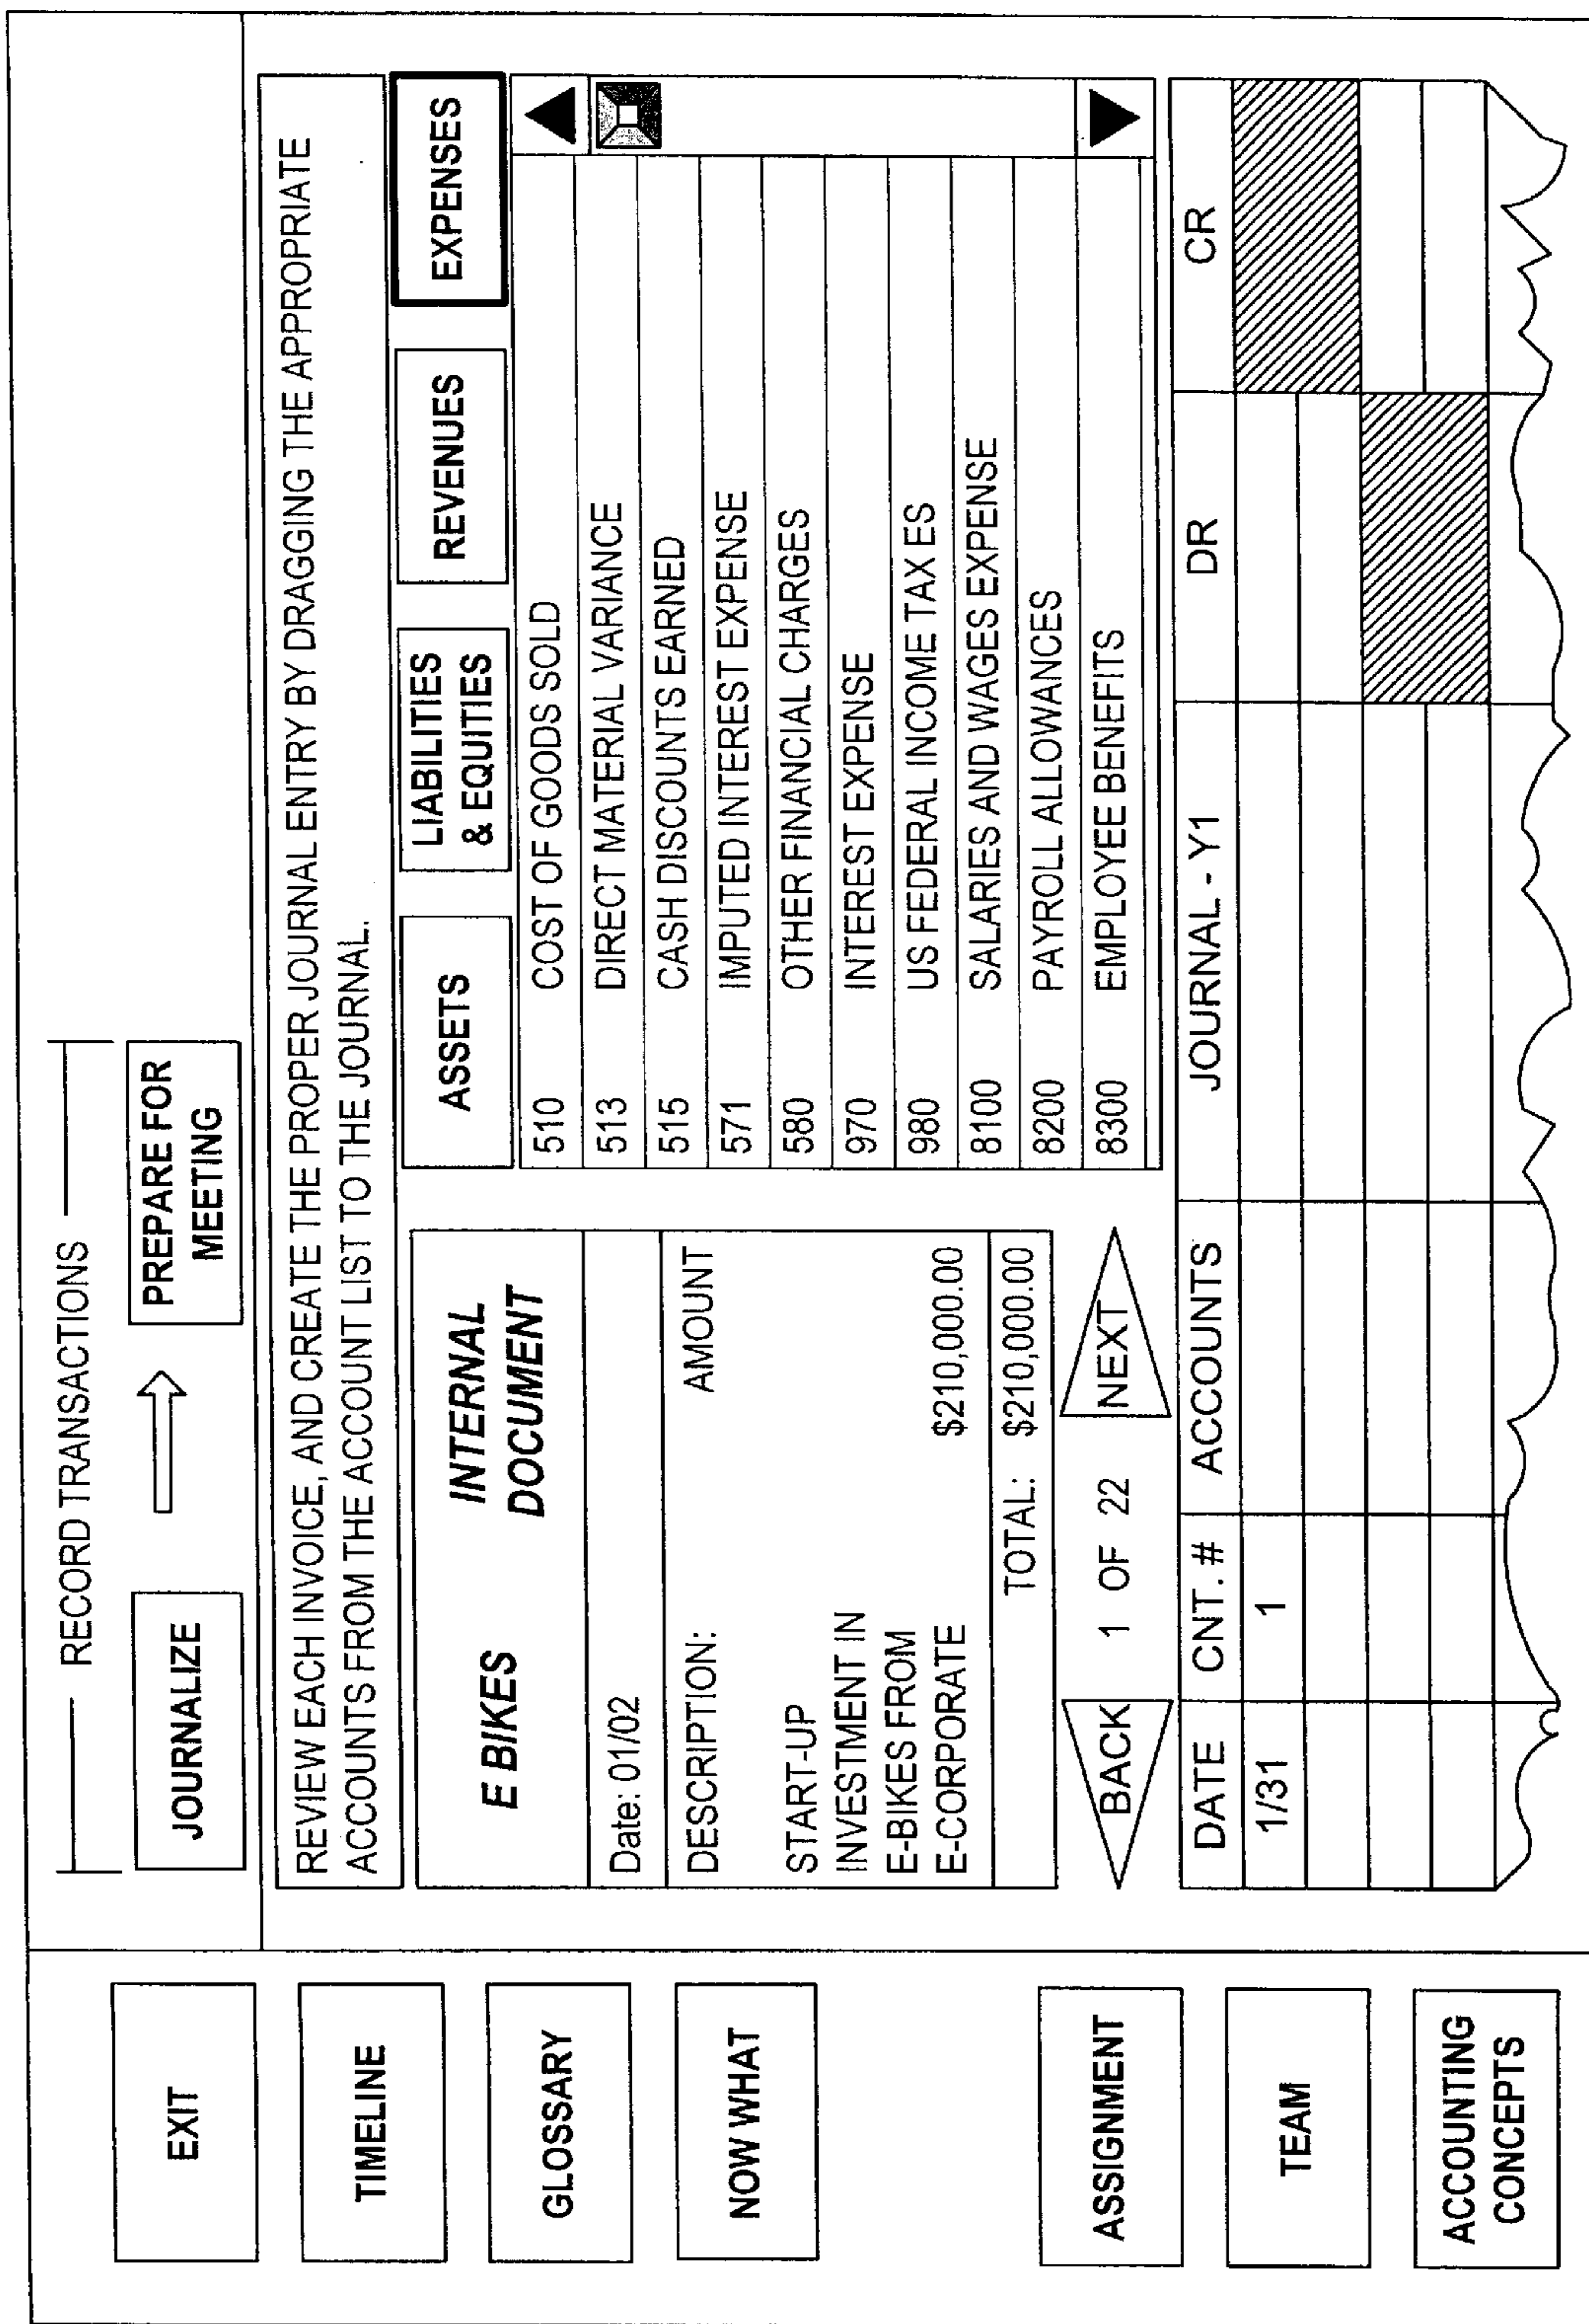 RECORD TRANSACTIONS
JOURNALIZE
PREPARE FOR
MEETING
EXIT
TIMELINE
GLOSSARY
NOW WHAT
ASSIGNMENT
TEAM
ACCOUNTING
CONCEPTS
REVIEW EACH INVOICE, AND CREATE THE PROPER JOURNAL ENTRY BY DRAGGING THE APPROPRIATE
ACCOUNTS FROM THE ACCOUNT LIST TO THE JOURNAL.
E BIKES
INTERNAL
DOCUMENT
Date: 01/02
DESCRIPTION: AMOUNT
START-UP
INVESTMENT IN
E-BIKES FROM
E-CORPORATE $210,000.00
TOTAL: $210,000.00
BACK 1 OF 22 NEXT
ASSETS
LIABILITIES
& EQUITIES
REVENUES
EXPENSES
510 COST OF GOODS SOLD
513 DIRECT MATERIAL VARIANCE
515 CASH DISCOUNTS EARNED
571 IMPUTED INTEREST EXPENSE
580 OTHER FINANCIAL CHARGES
970 INTEREST EXPENSE
980 US FEDERAL INCOME TAX ES
8100 SALARIES AND WAGES EXPENSE
8200 PAYROLL ALLOWANCES
8300 EMPLOYEE BENEFITS
DATE CNT. # ACCOUNTS JOURNAL - Y1 DR CR
1/31 1